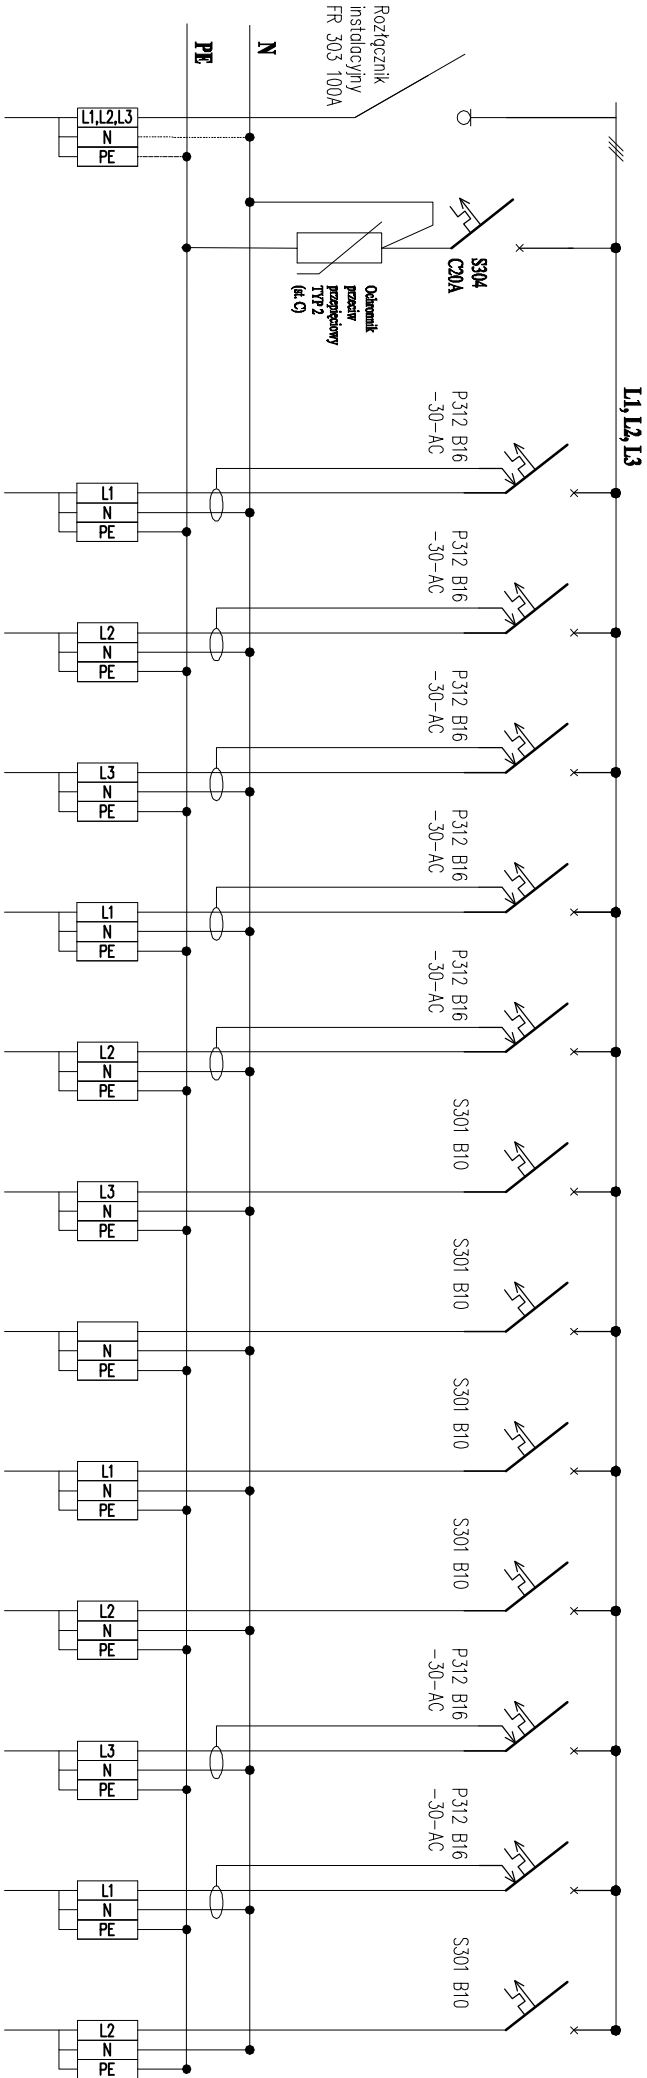 L1, L2, L3
Rozłącznik
instalacyjny
FR 303 100A
N
PE
L1,L2,L3
N
PE
S304
C20A
Ochronnik
przeciw
przepięciowy
TYP 2
(st. C)
P312 B16
-30-AC
L1
N
PE
P312 B16
-30-AC
L2
N
PE
P312 B16
-30-AC
L3
N
PE
P312 B16
-30-AC
L1
N
PE
P312 B16
-30-AC
L2
N
PE
S301 B10
L3
N
PE
S301 B10
N
PE
S301 B10
L1
N
PE
S301 B10
L2
N
PE
P312 B16
-30-AC
L3
N
PE
P312 B16
-30-AC
L1
N
PE
S301 B10
L2
N
PE